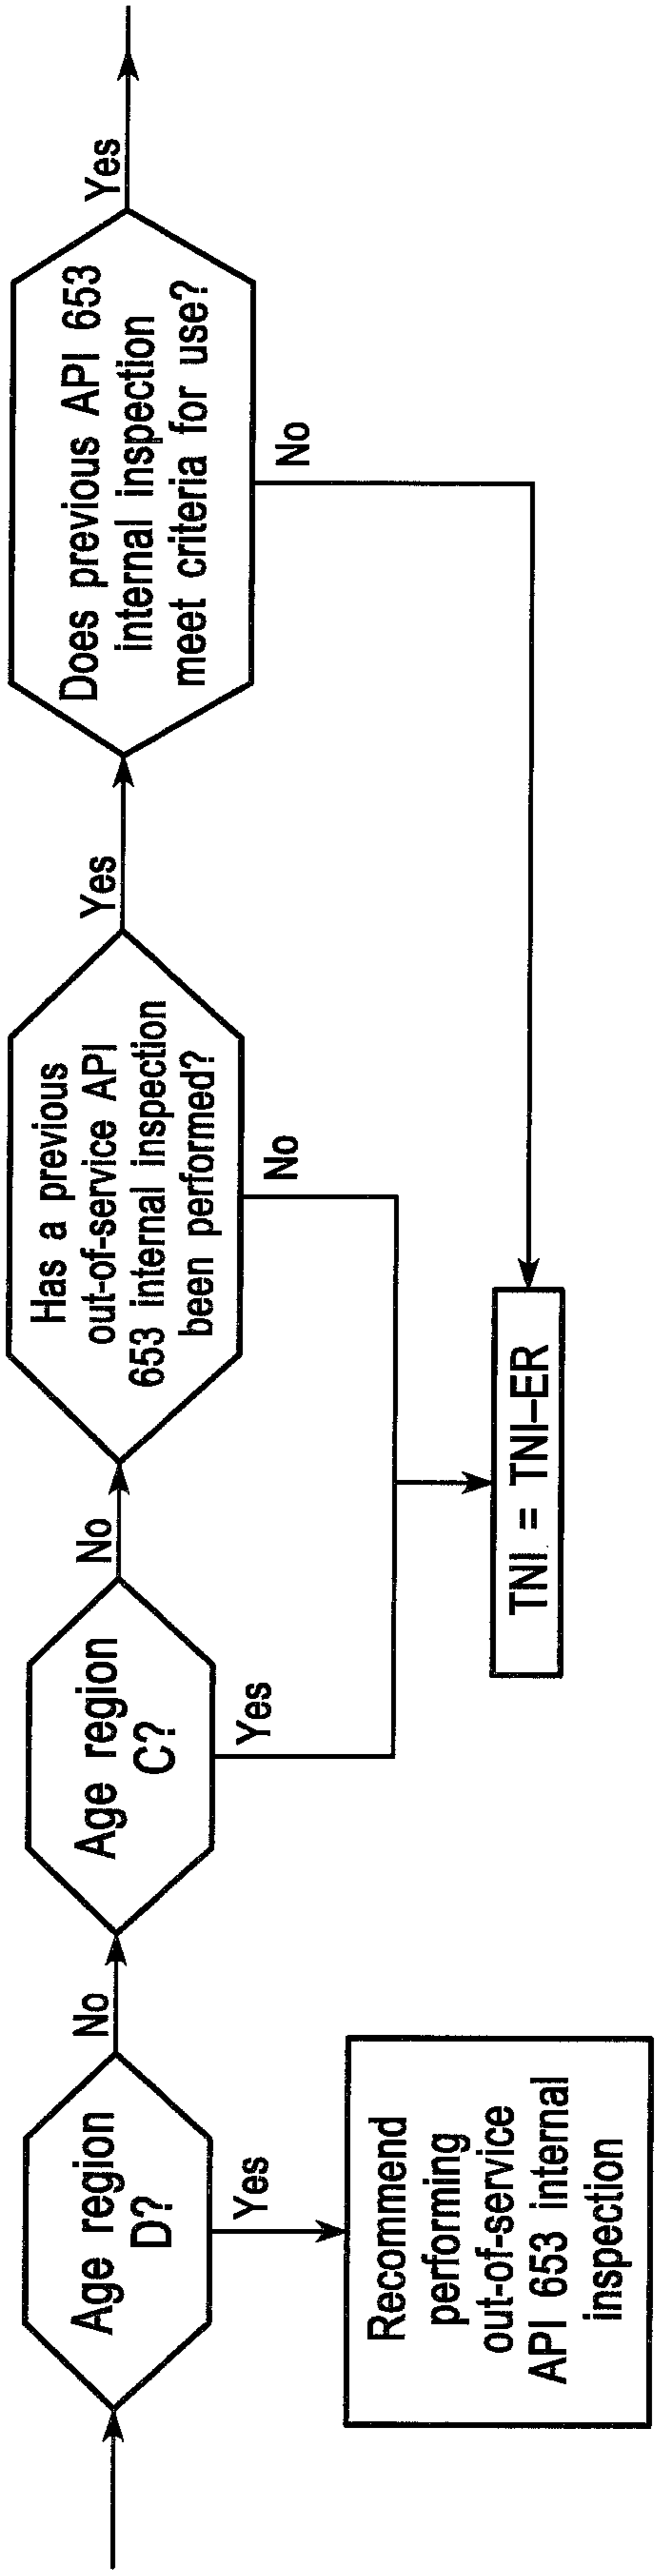 Age region
D?
Yes
Recommend
performing
out-of-service
API 653 internal
inspection
No
Age region
C?
Yes
No
Has a previous
out-of-service API
653 internal inspection
been performed?
No
Yes
Does previous API 653
internal inspection
meet criteria for use?
No
Yes
TNI = TNI–ER